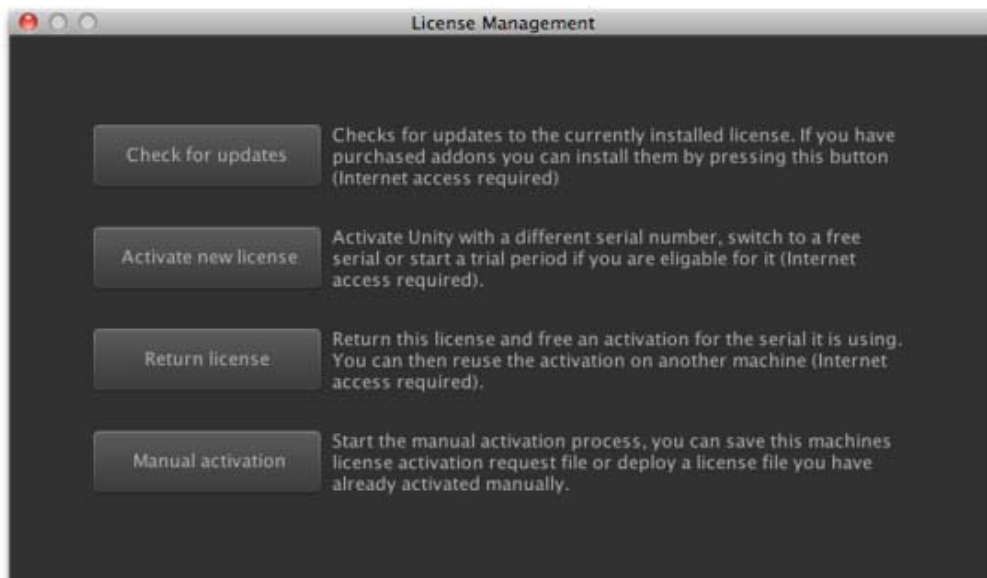 License Management
Check for updates
Checks for updates to the currently installed license. If you have
purchased addons you can install them by pressing this button
(Internet access required)
Activate new license
Activate Unity with a different serial number, switch to a free
serial or start a trial period if you are eligable for it (Internet
access required).
Return license
Return this license and free an activation for the serial it is using.
You can then reuse the activation on another machine (Internet
access required).
Manual activation
Start the manual activation process, you can save this machines
license activation request file or deploy a license file you have
already activated manually.